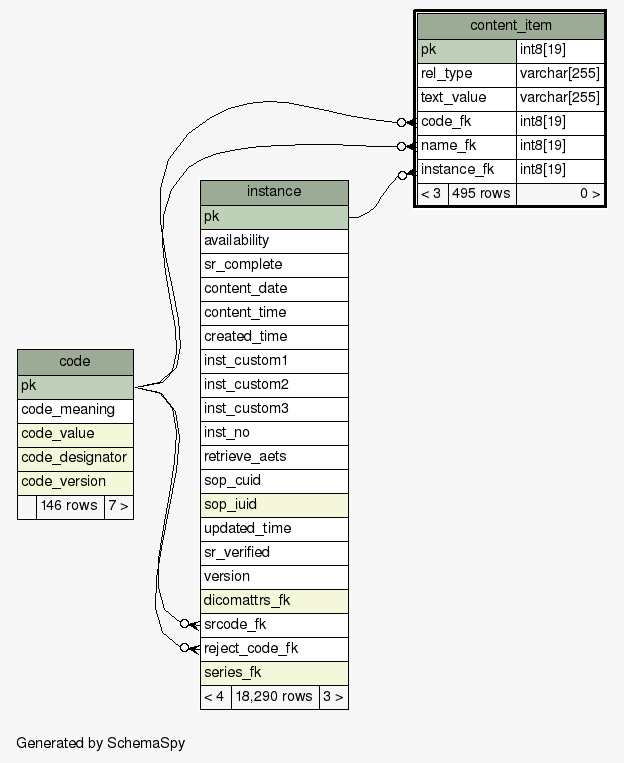 content_item
pk int8[19]
rel_type varchar[255]
text_value varchar[255]
code_fk int8[19]
name_fk int8[19]
instance_fk int8[19]
< 3 495 rows 0 >
instance
pk
availability
sr_complete
content_date
content_time
created_time
inst_custom1
inst_custom2
inst_custom3
inst_no
retrieve_aets
sop_cuid
sop_iuid
updated_time
sr_verified
version
dicomattrs_fk
srcode_fk
reject_code_fk
series_fk
< 4 18,290 rows 3 >
code
pk
code_meaning
code_value
code_designator
code_version
146 rows 7 >
Generated by SchemaSpy